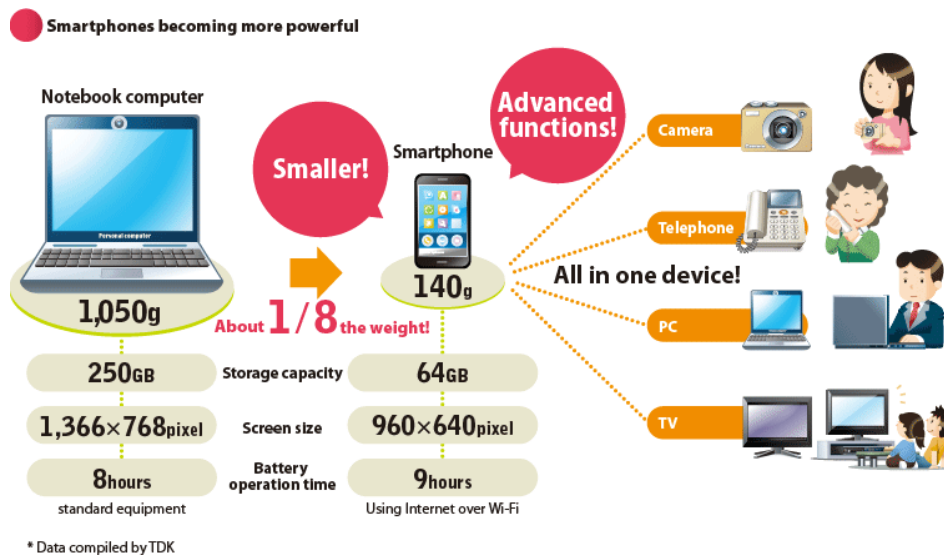 Smartphones becoming more powerful
Notebook computer
Personal computer
1,050g
Smaller!
About 1/8 the weight!
Smartphone
140g
Advanced
functions!
All in one device!
Camera
Telephone
PC
TV
250GB Storage capacity 64GB
1,366×768pixel Screen size 960×640pixel
8hours Battery operation time 9hours
standard equipment Using Internet over Wi-Fi
* Data compiled by TDK